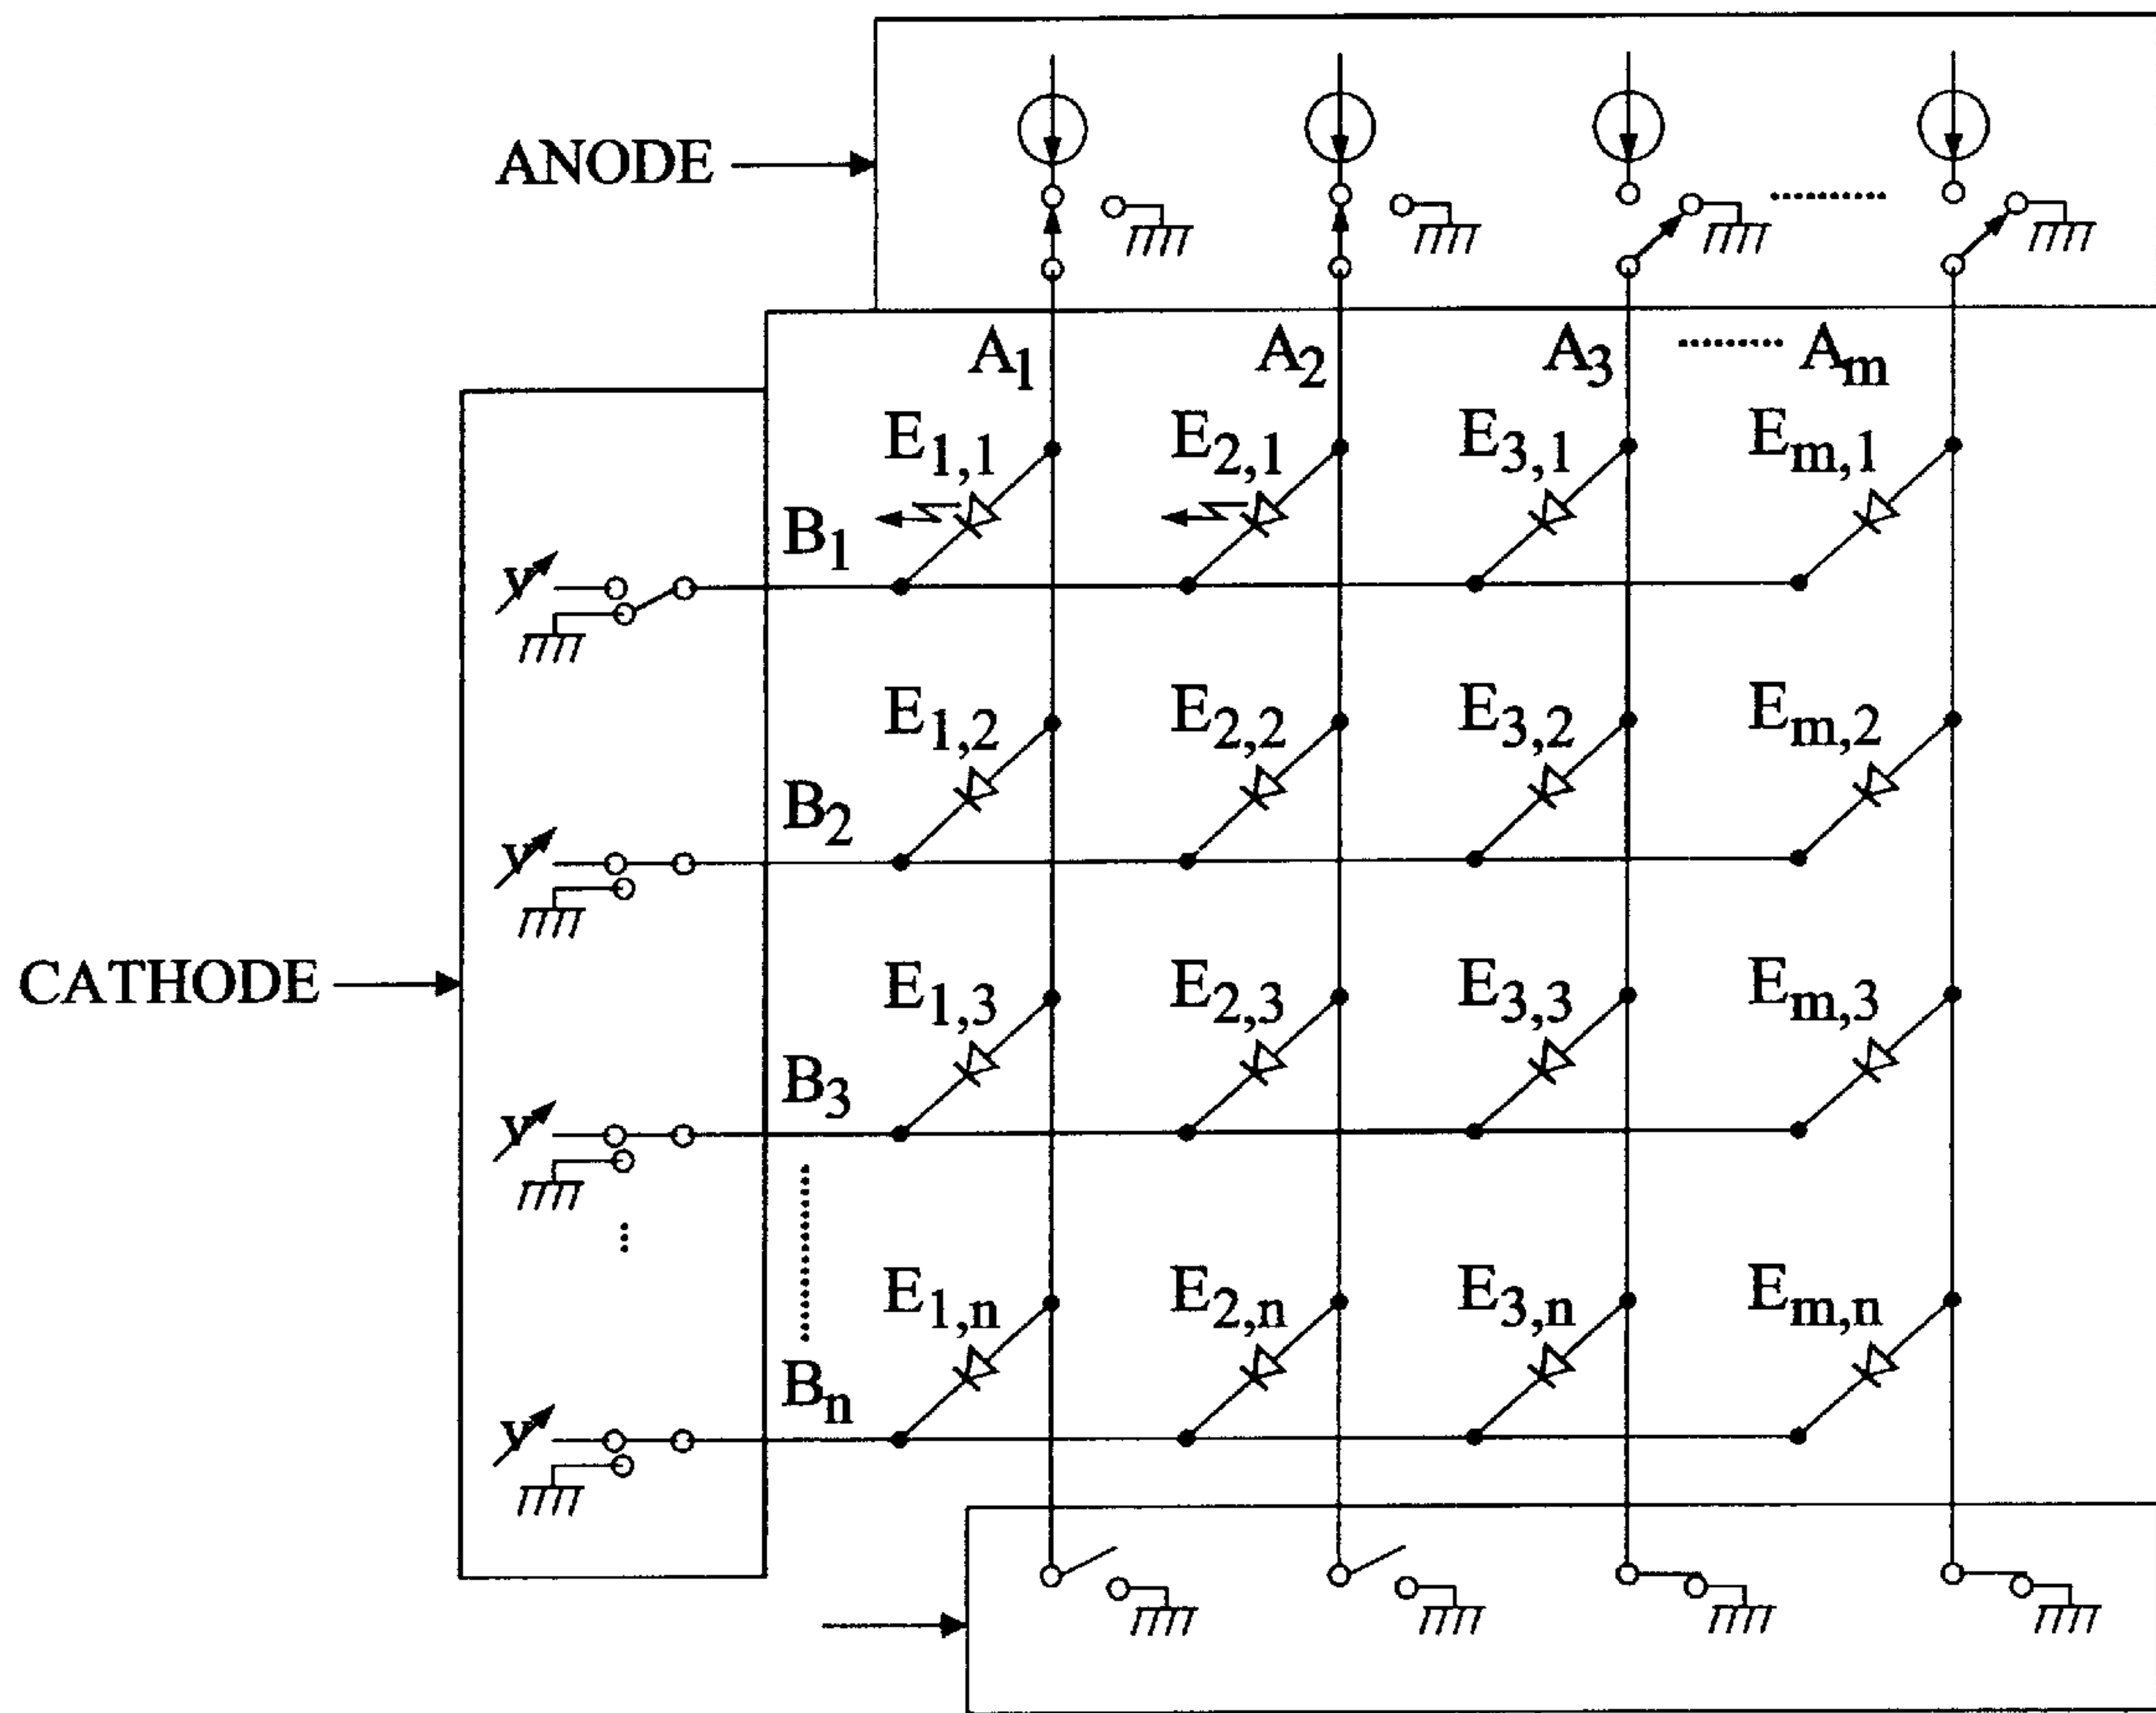 ANODE
A1 A2 A3 ........ Am
E1,1 E2,1 E3,1 Em,1
B1
V
E1,2 E2,2 E3,2 Em,2
B2
V
CATHODE
E1,3 E2,3 E3,3 Em,3
B3
V
E1,n E2,n E3,n Em,n
Bn
V